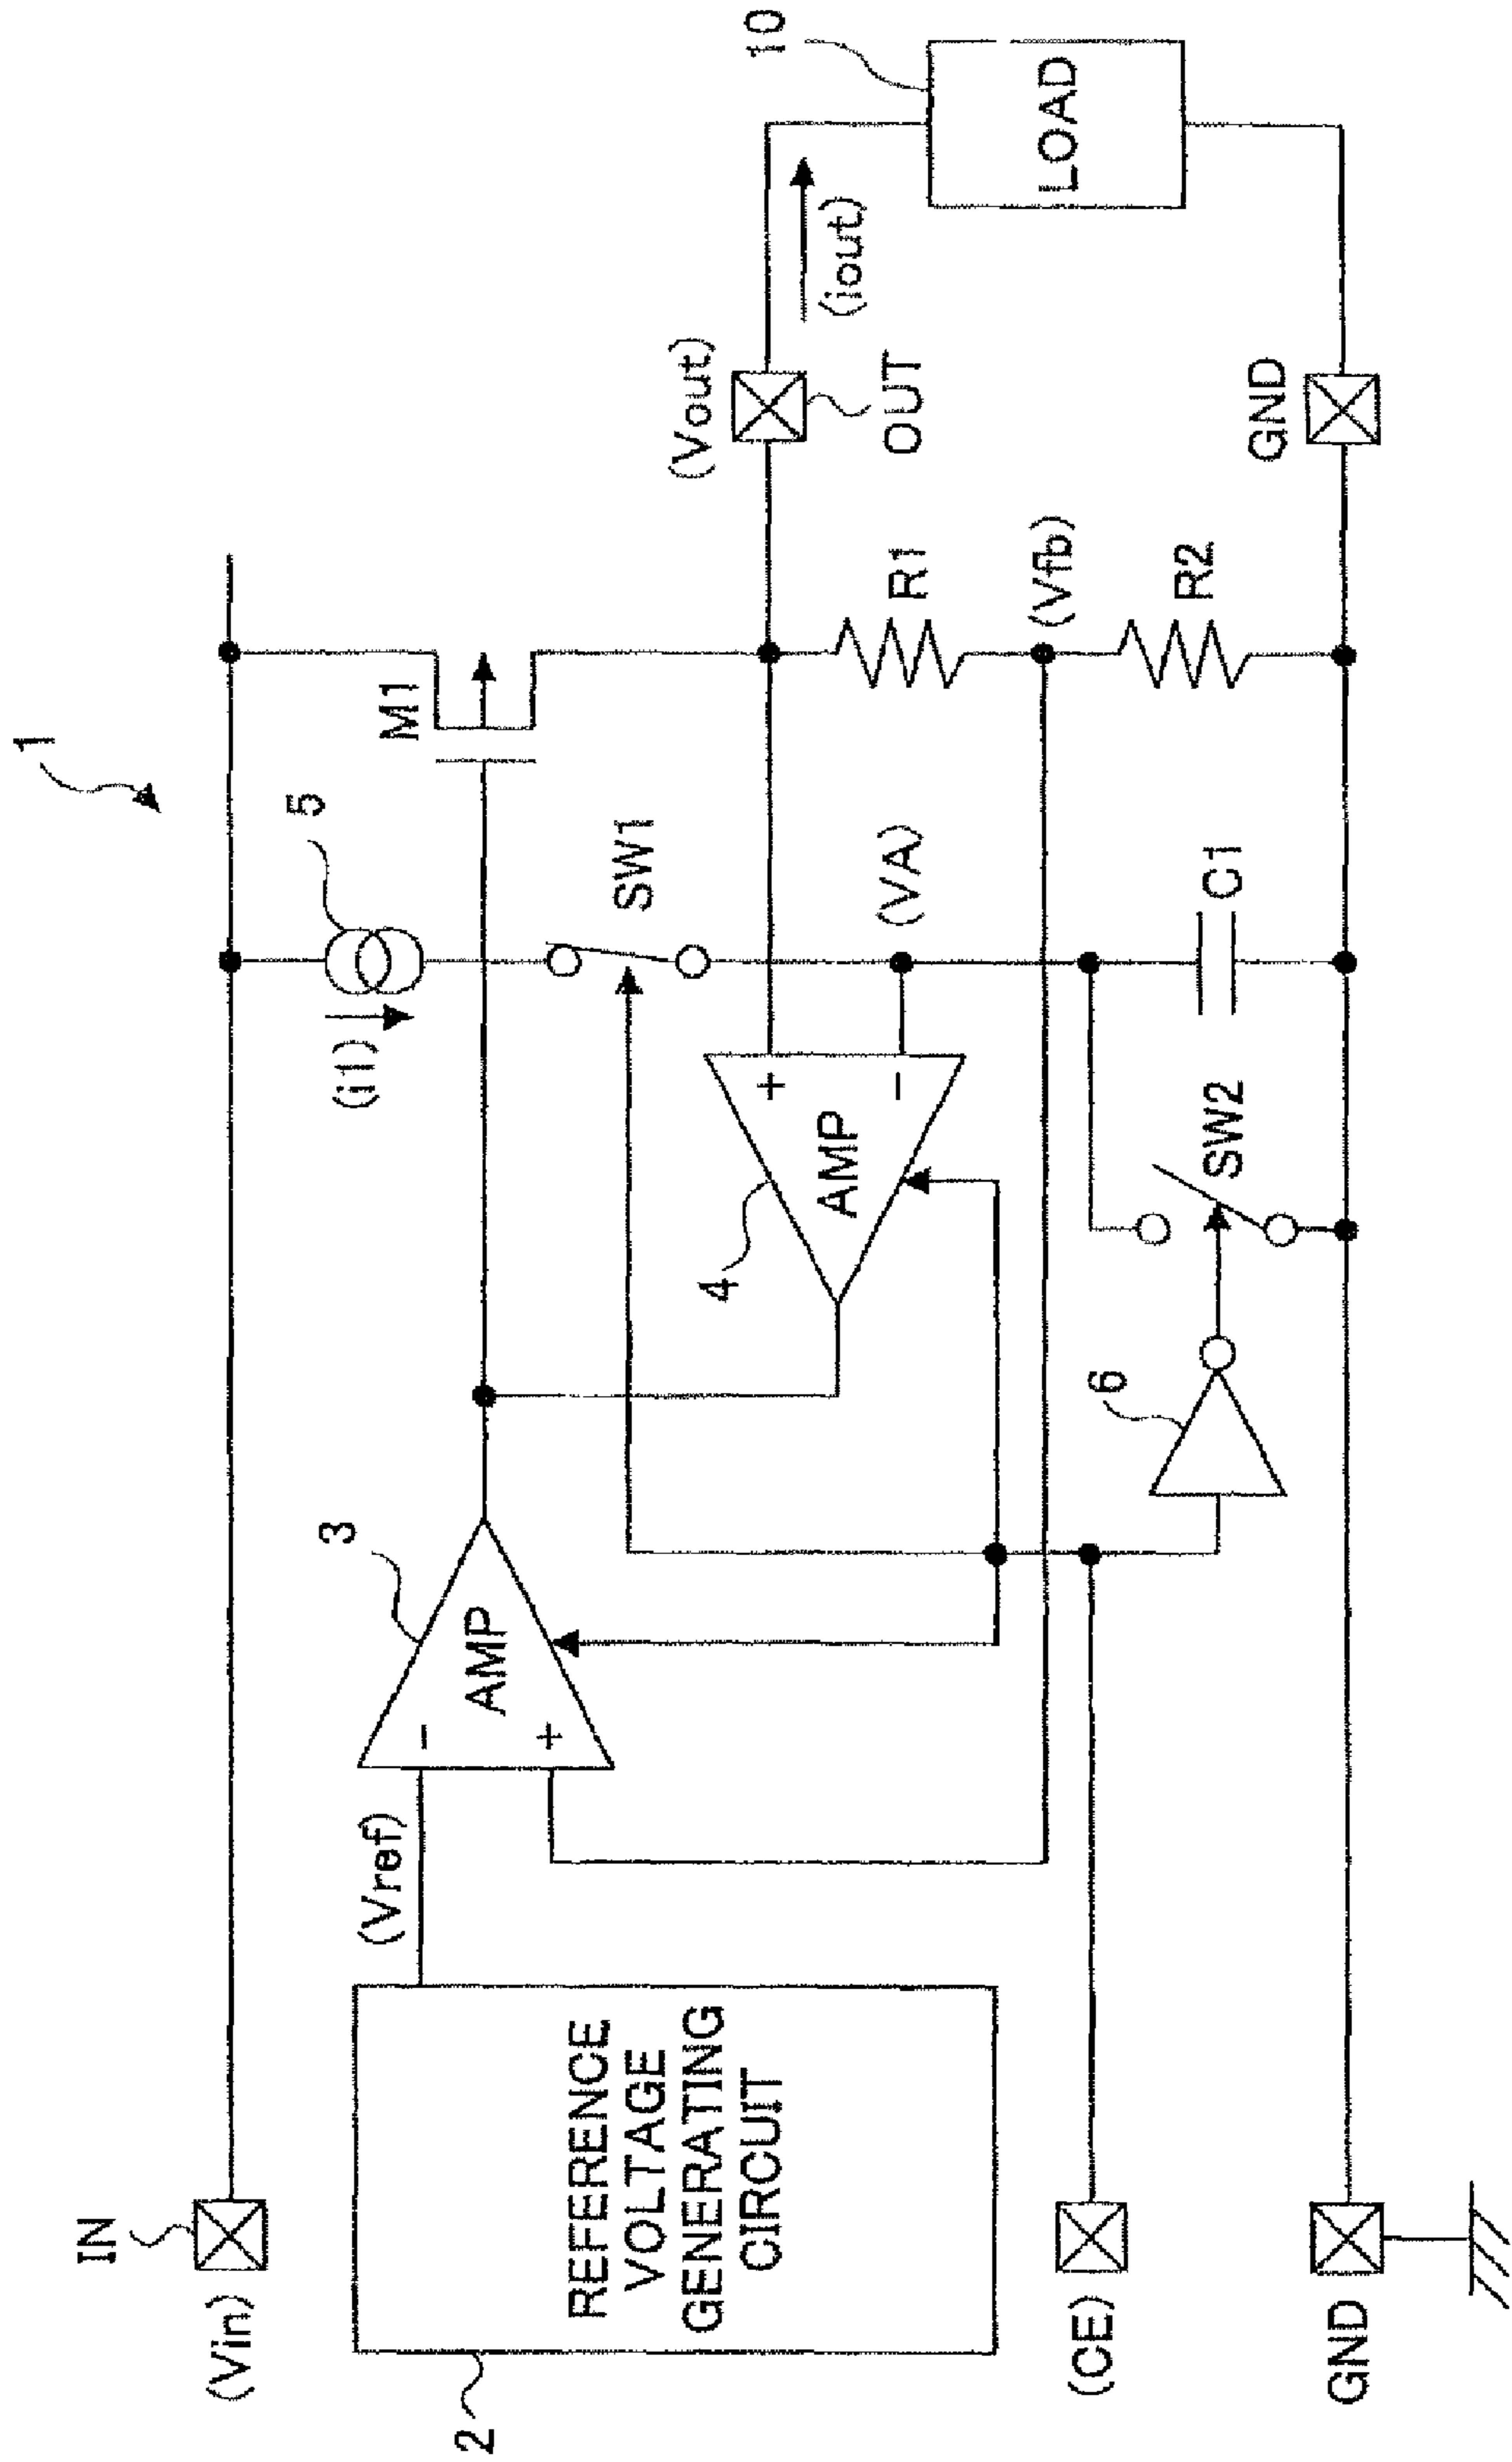 1
IN
(Vin)
5
(i1)
M1
SW1
3
AMP
-
+
(Vref)
REFERENCE
VOLTAGE
GENERATING
CIRCUIT
2
4
AMP
+
-
(VA)
(Vout)
OUT
(iout)
10
LOAD
R1
(Vfb)
R2
C1
SW2
6
(CE)
GND
GND